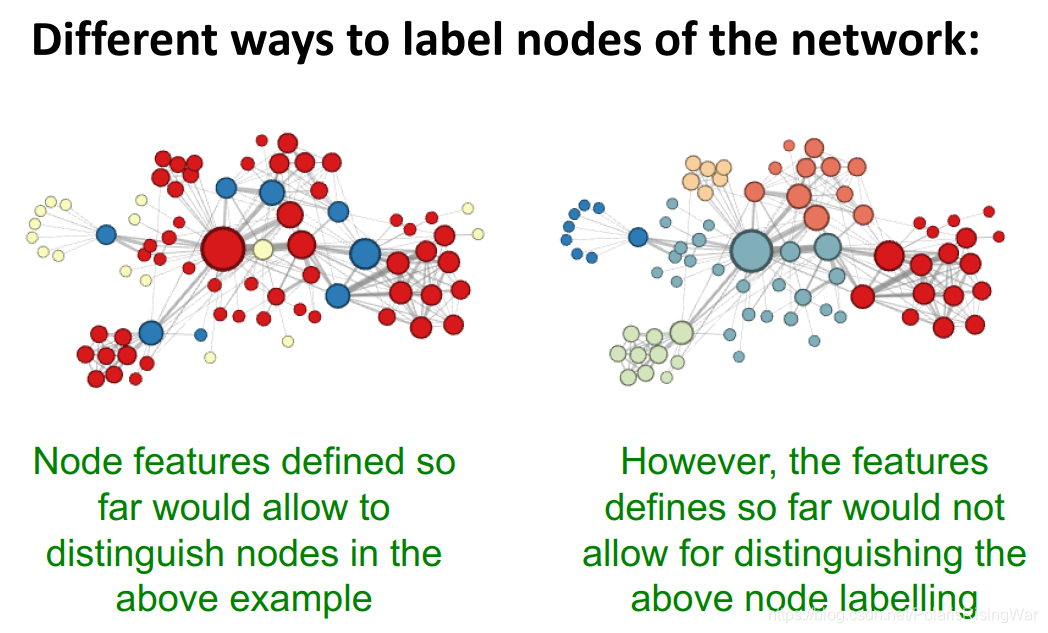 Different ways to label nodes of the network:
Node features defined so
far would allow to
distinguish nodes in the
above example
However, the features
defines so far would not
allow for distinguishing the
above node labelling
https://blog.csdn.net/PolarisRisingWar